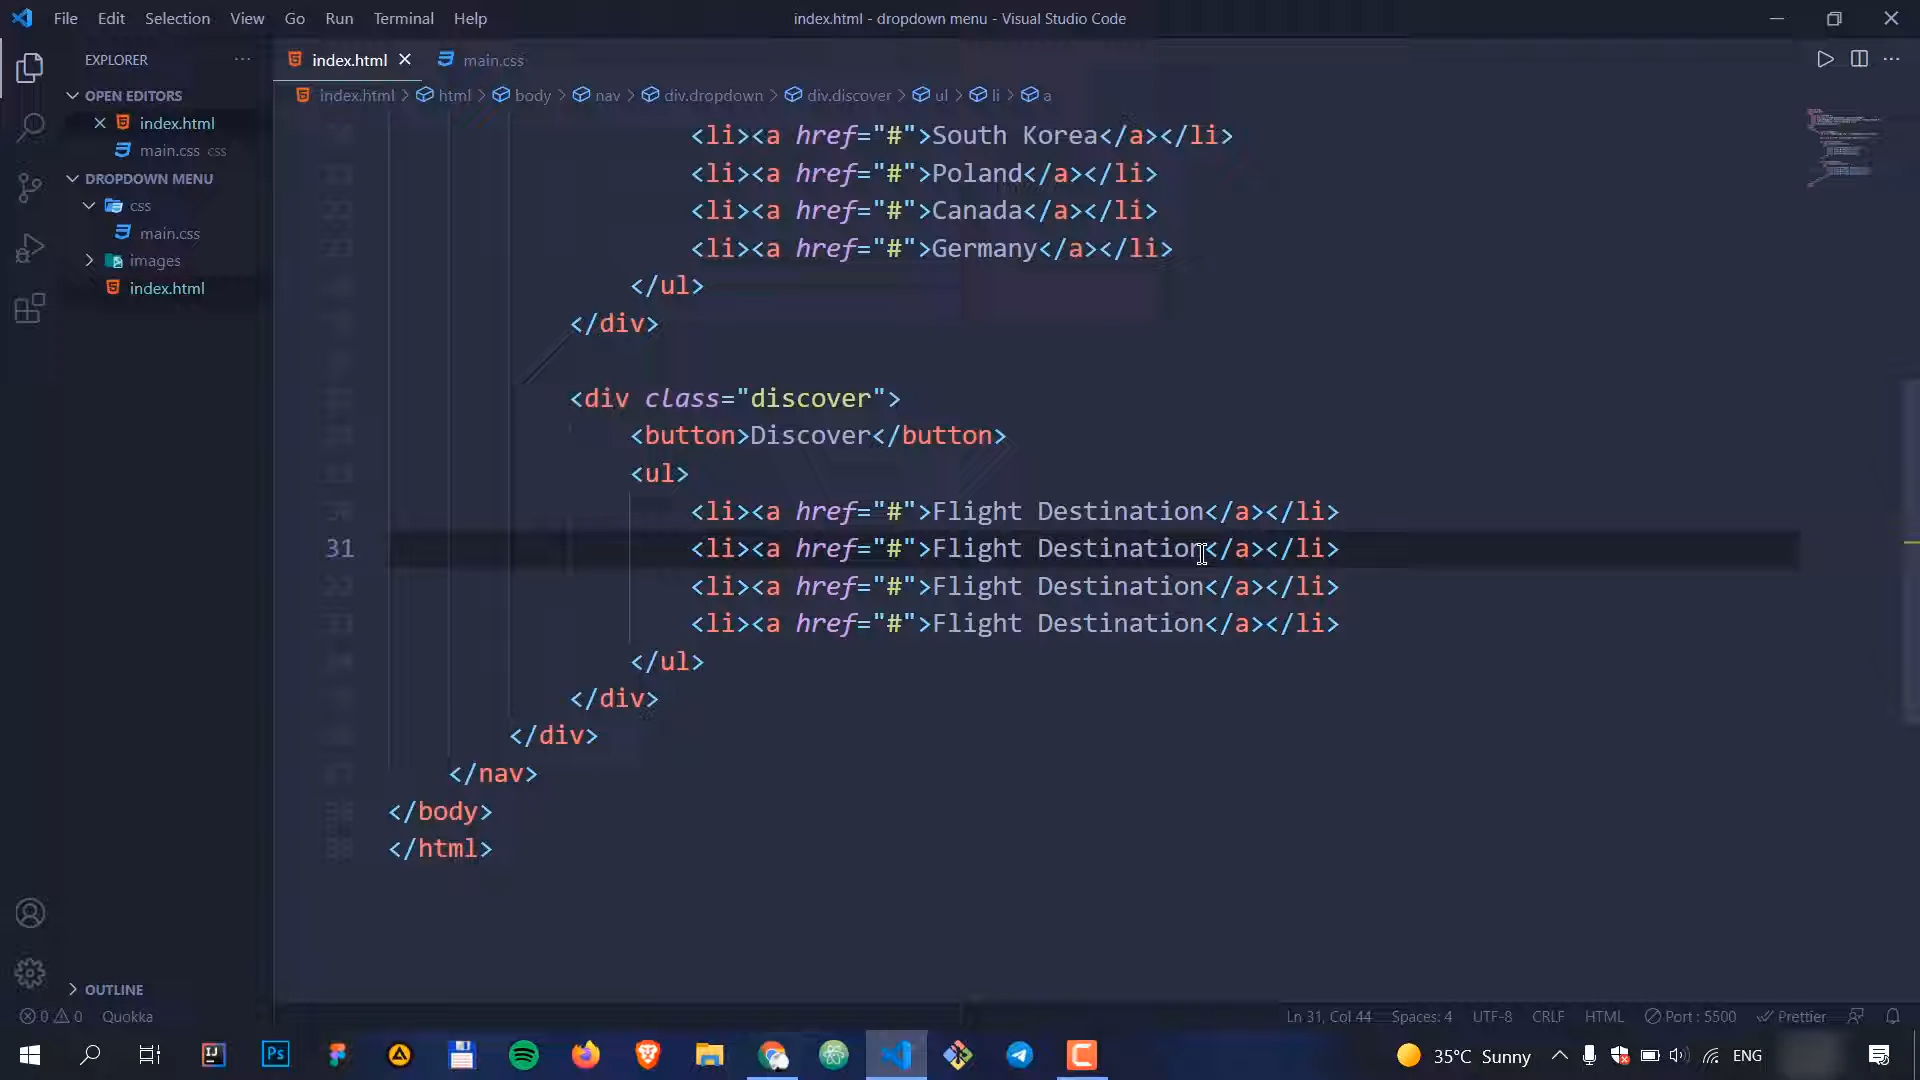 File Edit Selection View Go Run Terminal Help
index.html - dropdown menu - Visual Studio Code
EXPLORER
OPEN EDITORS
index.html
main.css css
DROPDOWN MENU
css
main.css
images
index.html
OUTLINE
index.html
main.css
index.html > html > body > nav > div.dropdown > div.discover > ul > li > a
<li><a href="#">South Korea</a></li>
<li><a href="#">Poland</a></li>
<li><a href="#">Canada</a></li>
<li><a href="#">Germany</a></li>
</ul>
</div>
<div class="discover">
<button>Discover</button>
<ul>
<li><a href="#">Flight Destination</a></li>
31 <li><a href="#">Flight Destination</a></li>
<li><a href="#">Flight Destination</a></li>
<li><a href="#">Flight Destination</a></li>
</ul>
</div>
</div>
</nav>
</body>
</html>
0 0 Quokka
Ln 31, Col 44 Spaces: 4 UTF-8 CRLF HTML Port : 5500 Prettier
IJ Ps
35°C Sunny ENG